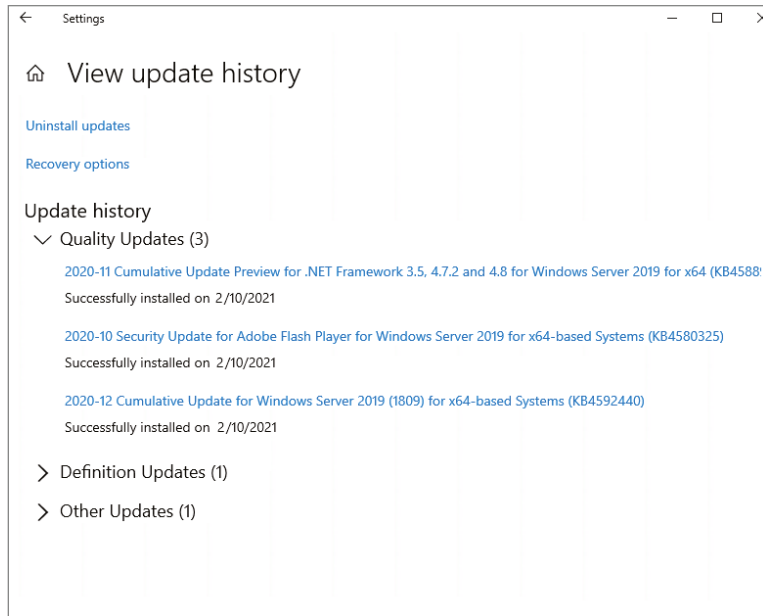 Settings
View update history
Uninstall updates
Recovery options
Update history
Quality Updates (3)
2020-11 Cumulative Update Preview for .NET Framework 3.5, 4.7.2 and 4.8 for Windows Server 2019 for x64
Successfully installed on 2/10/2021
2020-10 Security Update for Adobe Flash Player for Windows Server 2019 for x64-based Systems (KB4580325)
Successfully installed on 2/10/2021
2020-12 Cumulative Update for Windows Server 2019 (1809) for x64-based Systems (KB4592440)
Successfully installed on 2/10/2021
Definition Updates (1)
Other Updates (1)